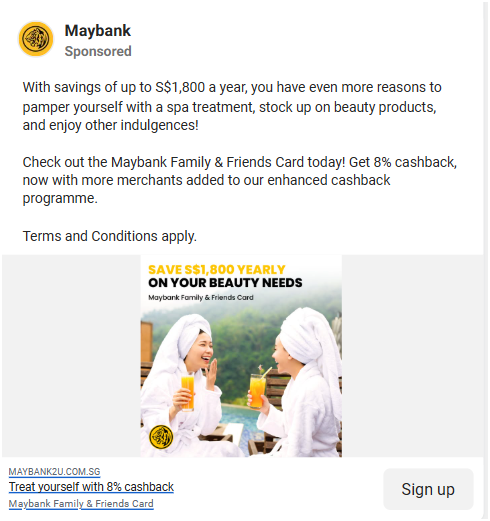 Maybank
Sponsored
With savings of up to S$1,800 a year, you have even more reasons to
pamper yourself with a spa treatment, stock up on beauty products,
and enjoy other indulgences!
Check out the Maybank Family & Friends Card today! Get 8% cashback,
now with more merchants added to our enhanced cashback
programme.
Terms and Conditions apply.
SAVE S$1,800 YEARLY
ON YOUR BEAUTY NEEDS
Maybank Family & Friends Card
MAYBANK2U.COM.SG
Treat yourself with 8% cashback
Maybank Family & Friends Card
Sign up